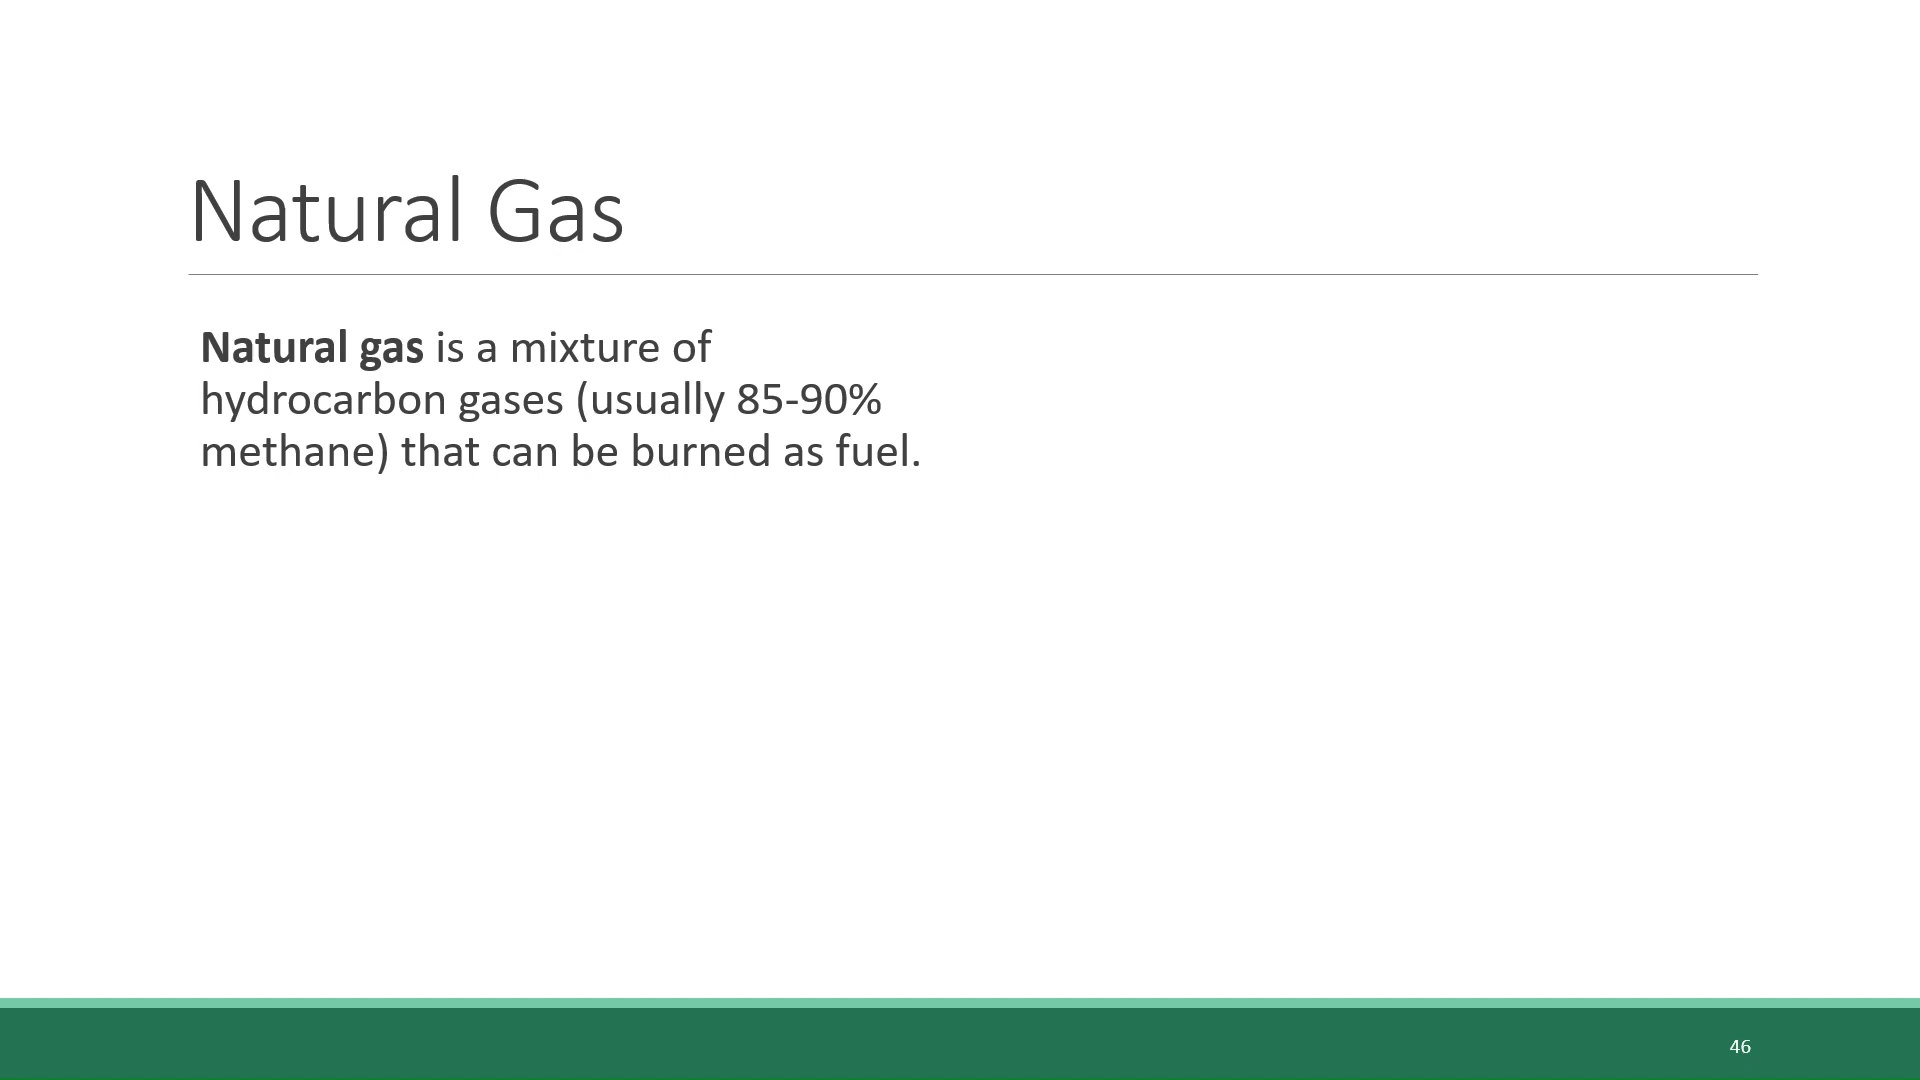 Natural Gas
Natural gas is a mixture of
hydrocarbon gases (usually 85-90%
methane) that can be burned as fuel.
46